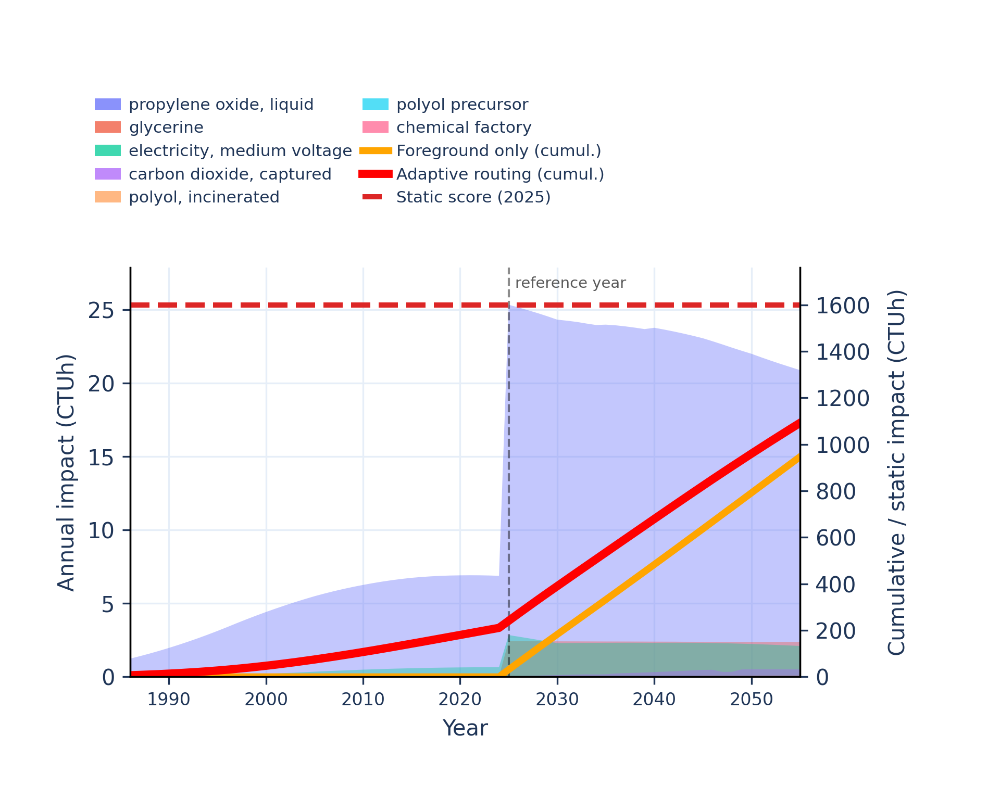 propylene oxide, liquid
glycerine
electricity, medium voltage
carbon dioxide, captured
polyol, incinerated
polyol precursor
chemical factory
Foreground only (cumul.)
Adaptive routing (cumul.)
Static score (2025)
reference year
Annual impact (CTUh)
25
20
15
10
5
0
1600
1400
1200
1000
800
600
400
200
0
Cumulative / static impact (CTUh)
1990 2000 2010 2020 2030 2040 2050
Year